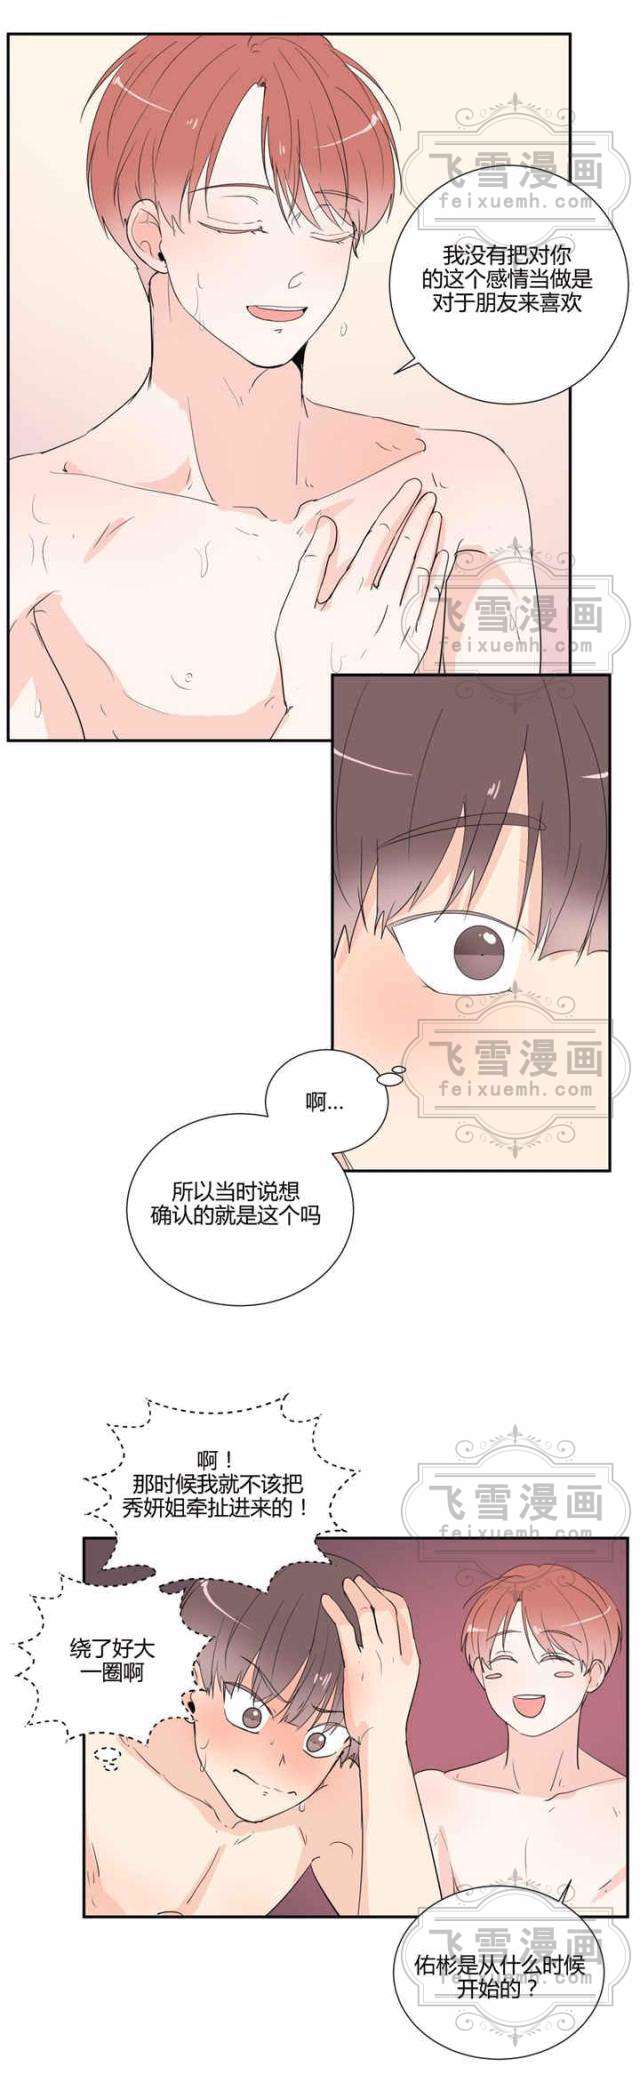 飞雪漫画
feixuemh.com
我没有把对你
的这个感情当做是
对于朋友来喜欢
飞雪漫画
feixuemh.com
飞雪漫画
feixuemh.com
啊...
所以当时说想
确认的就是这个吗
啊！
那时候我就不该把
秀妍姐牵扯进来的！
飞雪漫画
feixuemh.com
绕了好大
一圈啊
飞雪漫画
feixuemh.com
佑彬是从什么时候
开始的？